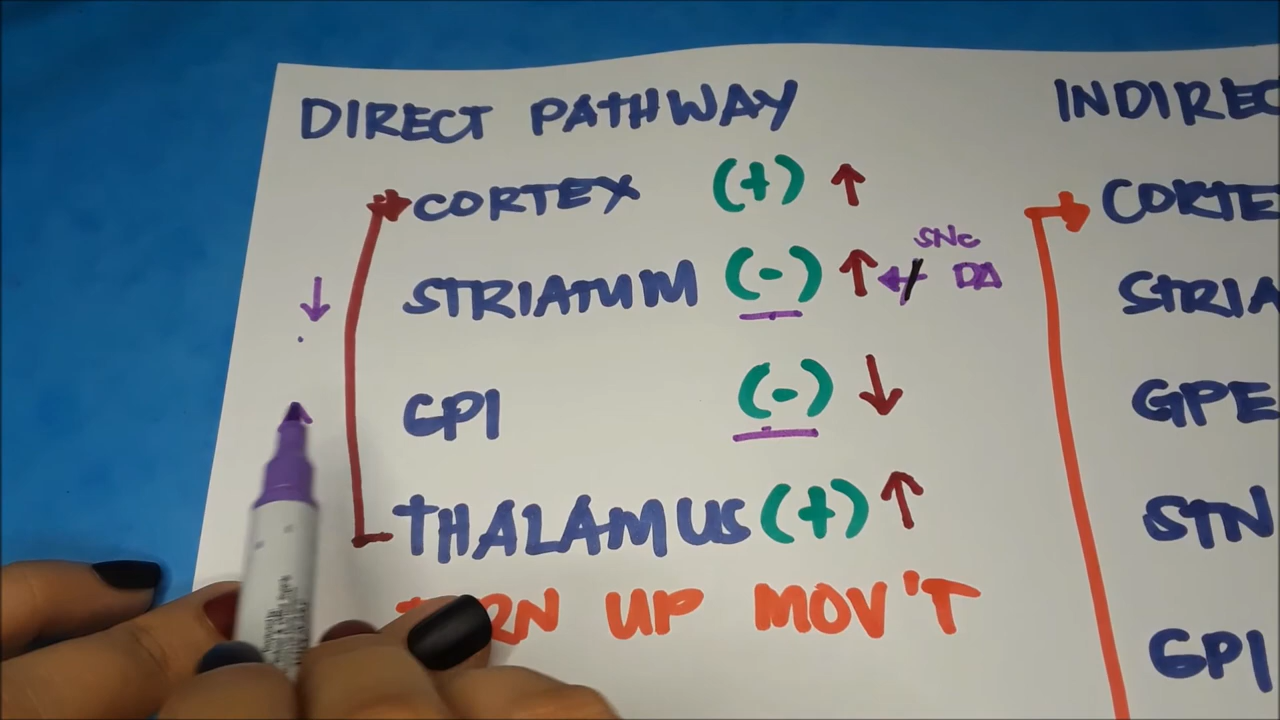 DIRECT PATHWAY
CORTEX (+) ↑
SNC
STRIATUM (-) ↑ ← DA
GPI (-) ↓
THALAMUS (+) ↑
UP MOV'T
INDIREC
CORTE
STRIA
GPE
STN
GPI